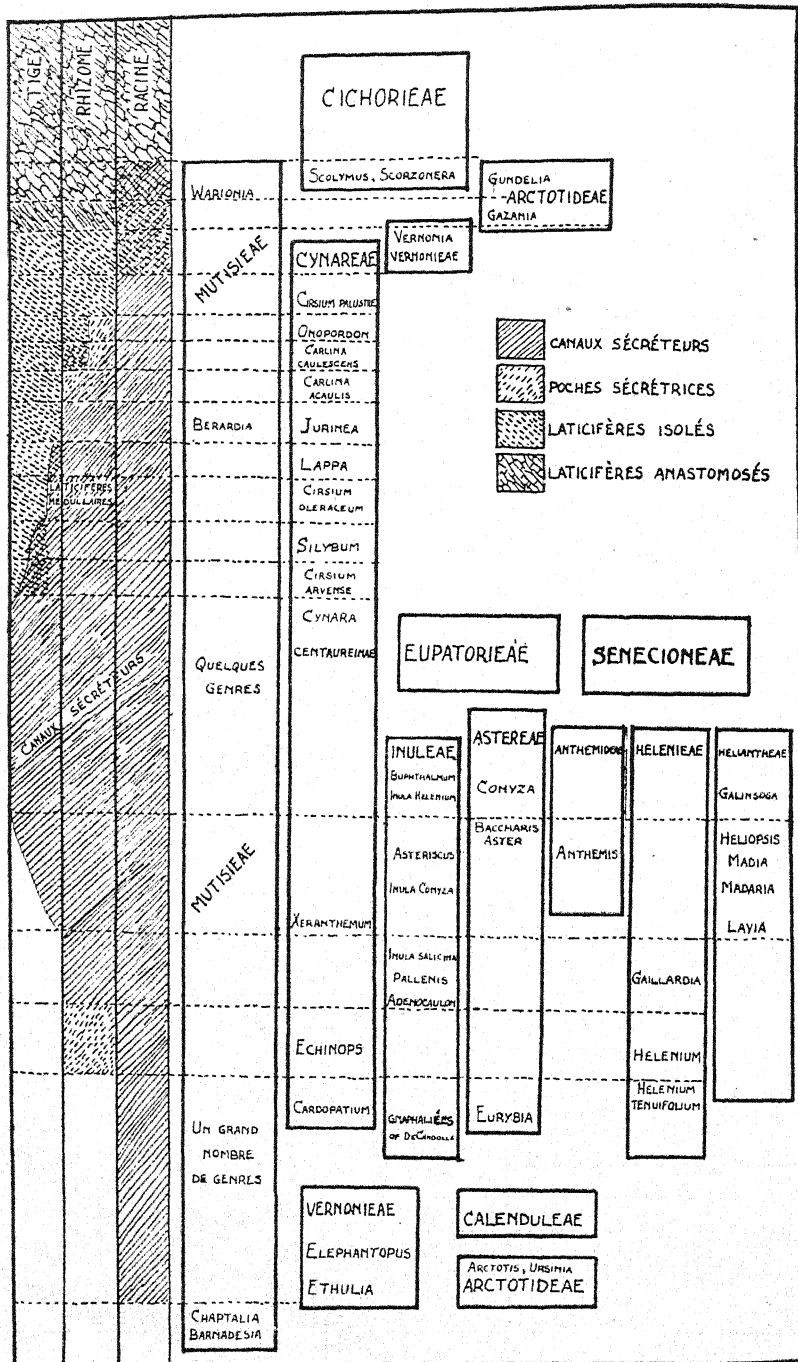 TIGE
RHIZOME
RACINE
CICHORIEAE
SCOLYMUS, SCORZONERA
WARIONIA
GUNDELIA
ARCTOTIDEAE
GAZANIA
MUTISIEAE
VERNONIA
VERNONIEAE
CYNAREAE
CIRSIUM PALUSTRE
ONOPORDON
CARLINA
CAULESCENS
CARLINA
ACAULIS
BERARDIA
JURINEA
LAPPA
CIRSIUM
OLERACEUM
SILYBUM
CIRSIUM
ARVENSE
CYNARA
CENTAUREINAE
CANAUX SÉCRÉTEURS
POCHES SÉCRÉTRICES
LATICIFÈRES ISOLÉS
LATICIFÈRES ANASTOMOSÉS
LATICIFÈRES
MÉDULLAIRES
CANAUX SÉCRÉTEURS
QUELQUES
GENRES
EUPATORIEAE
SENECIONEAE
INULEAE
BUPHTHALMUM
INULA HELENIUM
ASTERISCUS
INULA CONYZA
INULA SALICINA
PALLENIS
ADENOCAULON
GNAPHALIÉES
OF DECANDOLLE
ASTEREAE
CONYZA
BACCHARIS
ASTER
EURYBIA
ANTHEMIDEAE
ANTHEMIS
HELENIEAE
GAILLARDIA
HELENIUM
HELENIUM
TENUIFOLIUM
HELIANTHEAE
GALINSOGA
HELIOPSIS
MADIA
MADARIA
LAYIA
MUTISIEAE
XERANTHEMUM
ECHINOPS
CARDOPATIUM
UN GRAND
NOMBRE
DE GENRES
VERNONIEAE
ELEPHANTOPUS
ETHULIA
CALENDULEAE
ARCTOTIS, URSINIA
ARCTOTIDEAE
CHAPTALIA
BARNADESIA